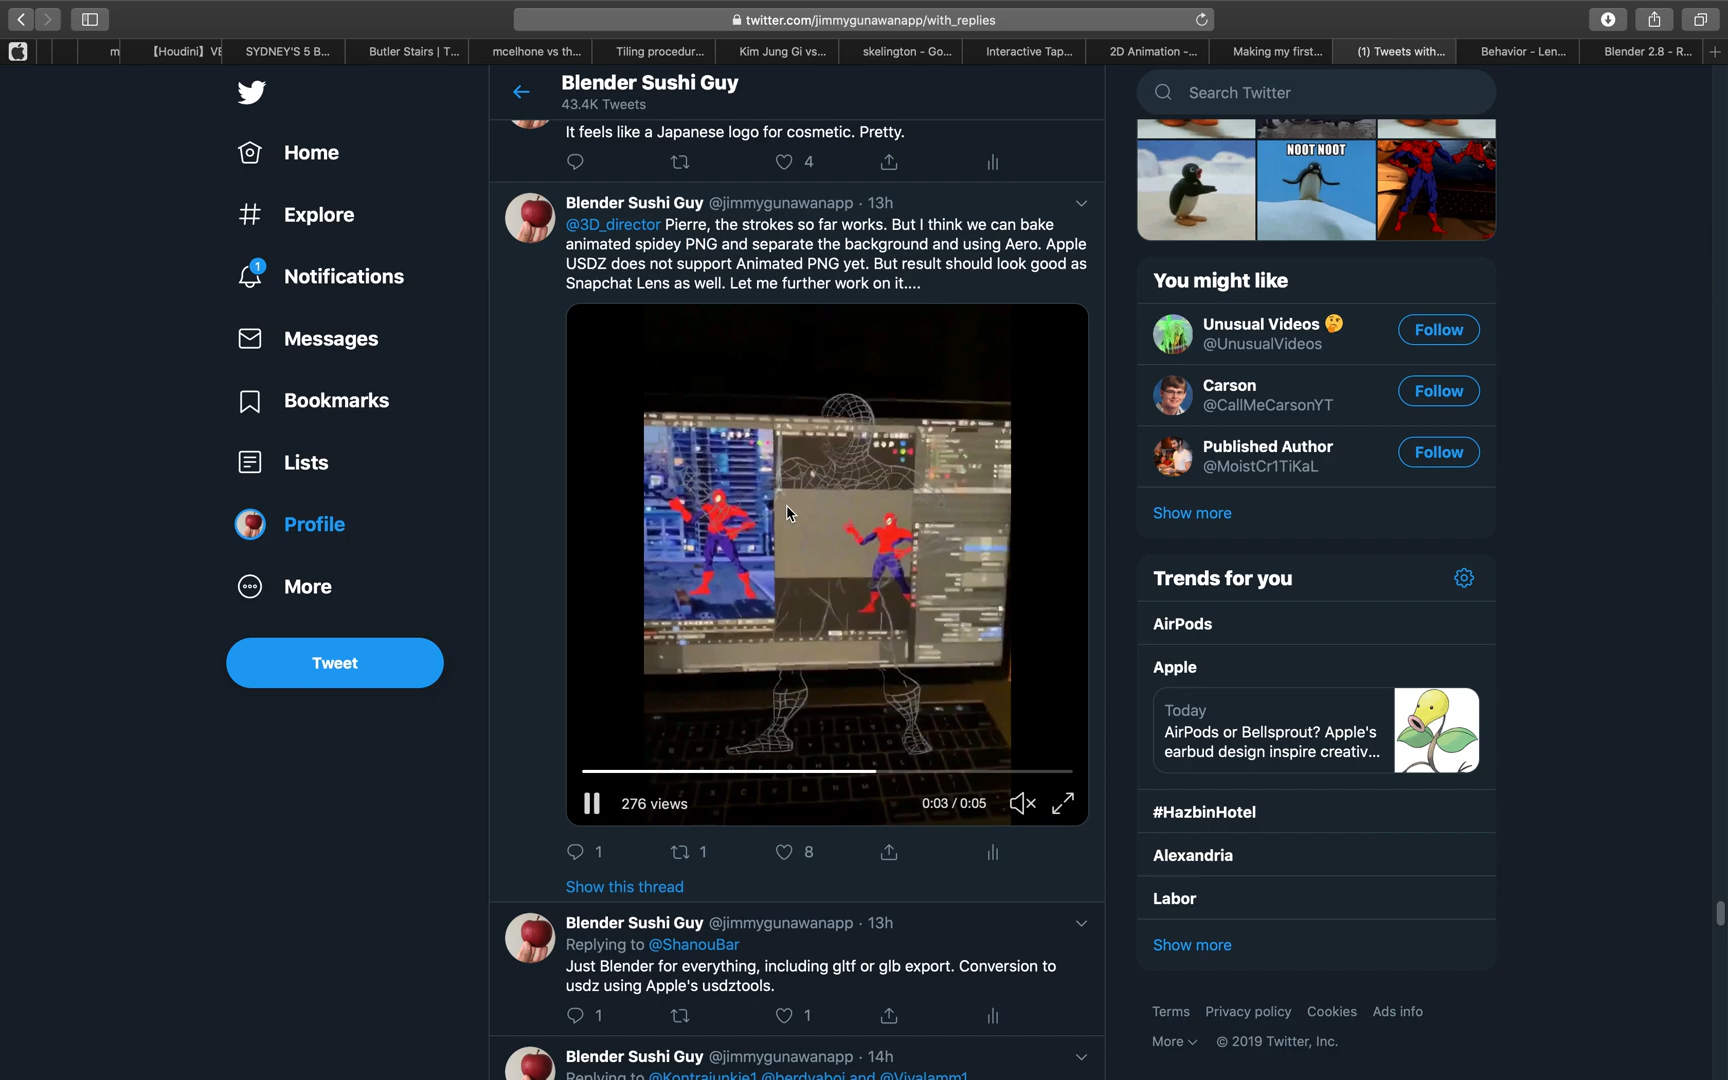 twitter.com/jimmygunawanapp/with_replies
m
【Houdini】VE
SYDNEY'S 5 B...
Butler Stairs | T...
mcelhone vs th...
Tiling procedur...
Kim Jung Gi vs...
skelington - Go...
Interactive Tap...
2D Animation -...
Making my first...
(1) Tweets with...
Behavior - Len...
Blender 2.8 - R...
Home
Explore
1
Notifications
Messages
Bookmarks
Lists
Profile
More
Tweet
Blender Sushi Guy
43.4K Tweets
It feels like a Japanese logo for cosmetic. Pretty.
4
Blender Sushi Guy @jimmygunawanapp · 13h
@3D_director Pierre, the strokes so far works. But I think we can bake
animated spidey PNG and separate the background and using Aero. Apple
USDZ does not support Animated PNG yet. But result should look good as
Snapchat Lens as well. Let me further work on it....
276 views
0:03 / 0:05
1
1
8
Show this thread
Blender Sushi Guy @jimmygunawanapp · 13h
Replying to @ShanouBar
Just Blender for everything, including gltf or glb export. Conversion to
usdz using Apple's usdztools.
1
1
Blender Sushi Guy @jimmygunawanapp · 14h
Replying to @Kontrajunkie1 @berdyaboi and @Vivalamm1
Search Twitter
NOOT NOOT
You might like
Unusual Videos
@UnusualVideos
Follow
Carson
@CallMeCarsonYT
Follow
Published Author
@MoistCr1TiKaL
Follow
Show more
Trends for you
AirPods
Apple
Today
AirPods or Bellsprout? Apple's
earbud design inspire creativ...
#HazbinHotel
Alexandria
Labor
Show more
Terms Privacy policy Cookies Ads info
More © 2019 Twitter, Inc.